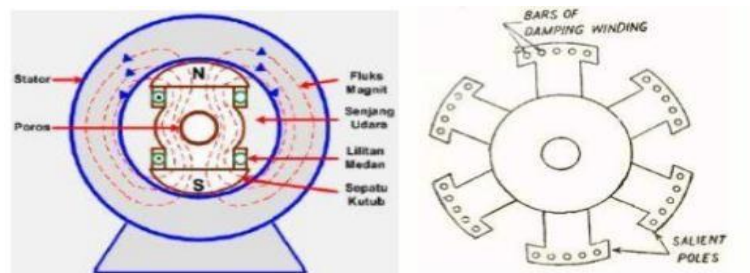 Stator
Poros
N
S
Fluks
Magnit
Senjang
Udara
Lilitan
Medan
Sepatu
Kutub
BARS OF
DAMPING WINDING
SALIENT
POLES